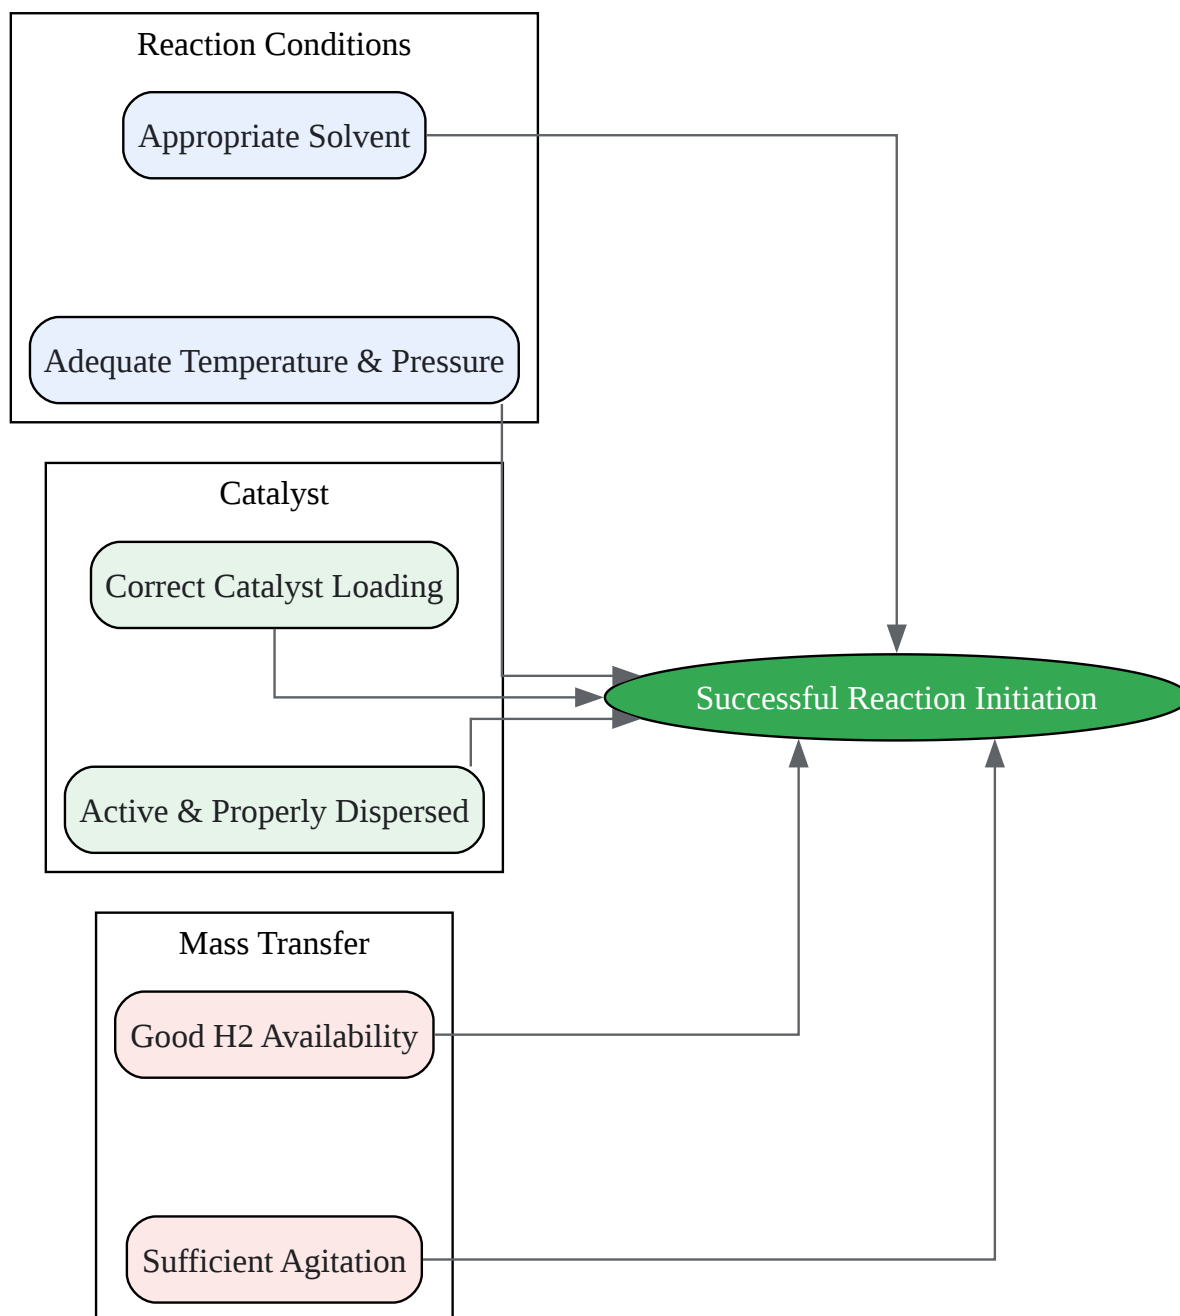 Reaction Conditions
Appropriate Solvent
Adequate Temperature & Pressure
Catalyst
Correct Catalyst Loading
Successful Reaction Initiation
Active & Properly Dispersed
Mass Transfer
Good H2 Availability
Sufficient Agitation